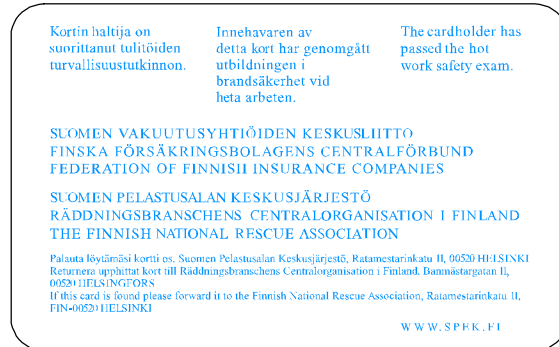 Kortin haltija on
suorittanut tulitöiden
turvallisuustutkinnon.
Innehavaren av
detta kort har genomgått
utbildningen i
brandsäkerhet vid
heta arbeten.
The cardholder has
passed the hot
work safety exam.
SUOMEN VAKUUTUSYHTIÖIDEN KESKUSLIITTO
FINSKA FÖRSÄKRINGSBOLAGENS CENTRALFÖRBUND
FEDERATION OF FINNISH INSURANCE COMPANIES
SUOMEN PELASTUSALAN KESKUSJÄRJESTÖ
RÄDDNINGSBRANSCHENS CENTRALORGANISATION I FINLAND
THE FINNISH NATIONAL RESCUE ASSOCIATION
Palauta löytämäsi kortti os. Suomen Pelastusalan Keskusjärjestö, Ratamestarinkatu 11, 00520 HELSINKI
Returnera upphittat kort till Räddningsbranschens Centralorganisation i Finland. Banmästargatan 11,
00520 HELSINGFORS
If this card is found please forward it to the Finnish National Rescue Association, Ratamestarinkatu 11,
FIN-00520 HELSINKI
WWW.SPEK.FI